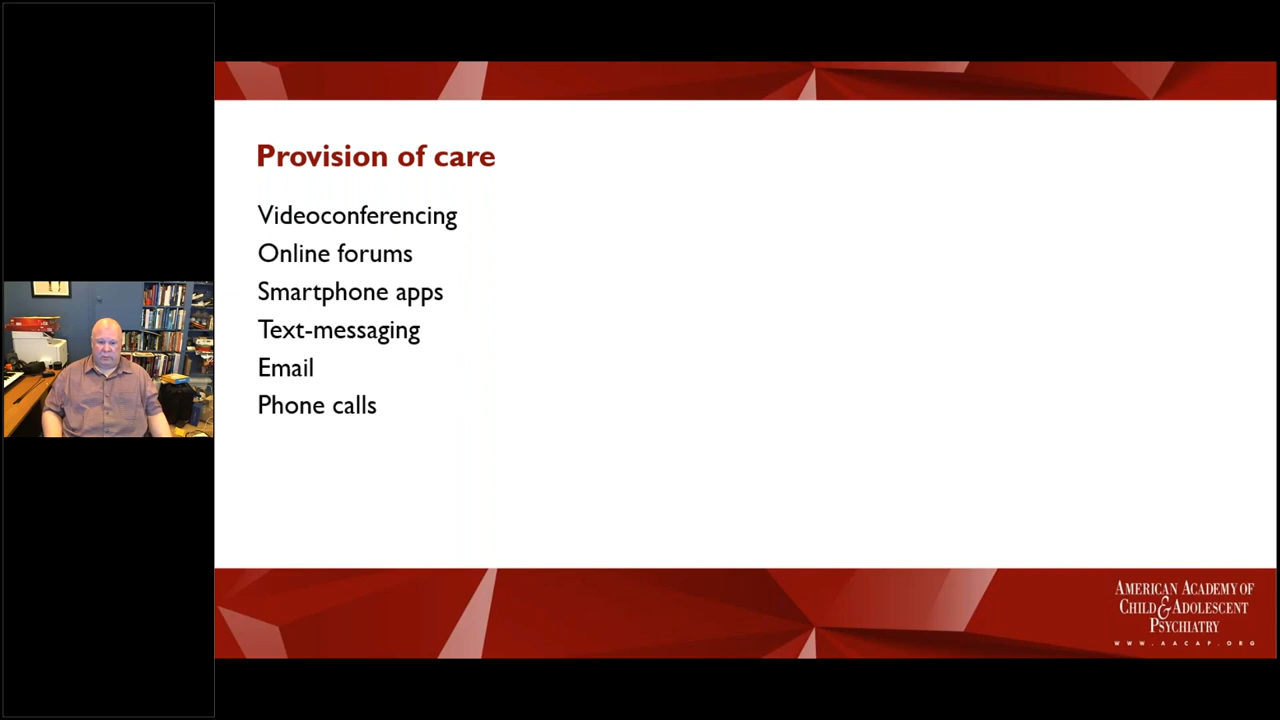 Provision of care
Videoconferencing
Online forums
Smartphone apps
Text-messaging
Email
Phone calls
AMERICAN ACADEMY OF
CHILD & ADOLESCENT
PSYCHIATRY
WWW.AACAP.ORG